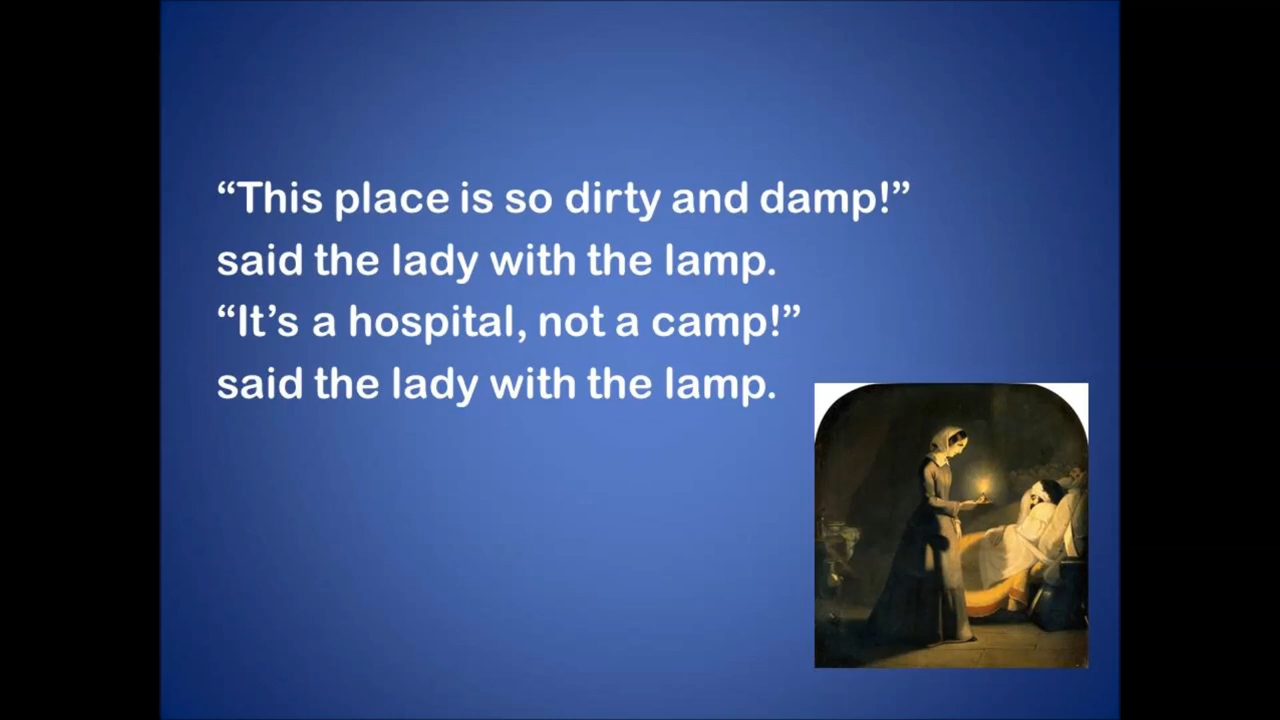 “This place is so dirty and damp!”
said the lady with the lamp.
“It’s a hospital, not a camp!”
said the lady with the lamp.